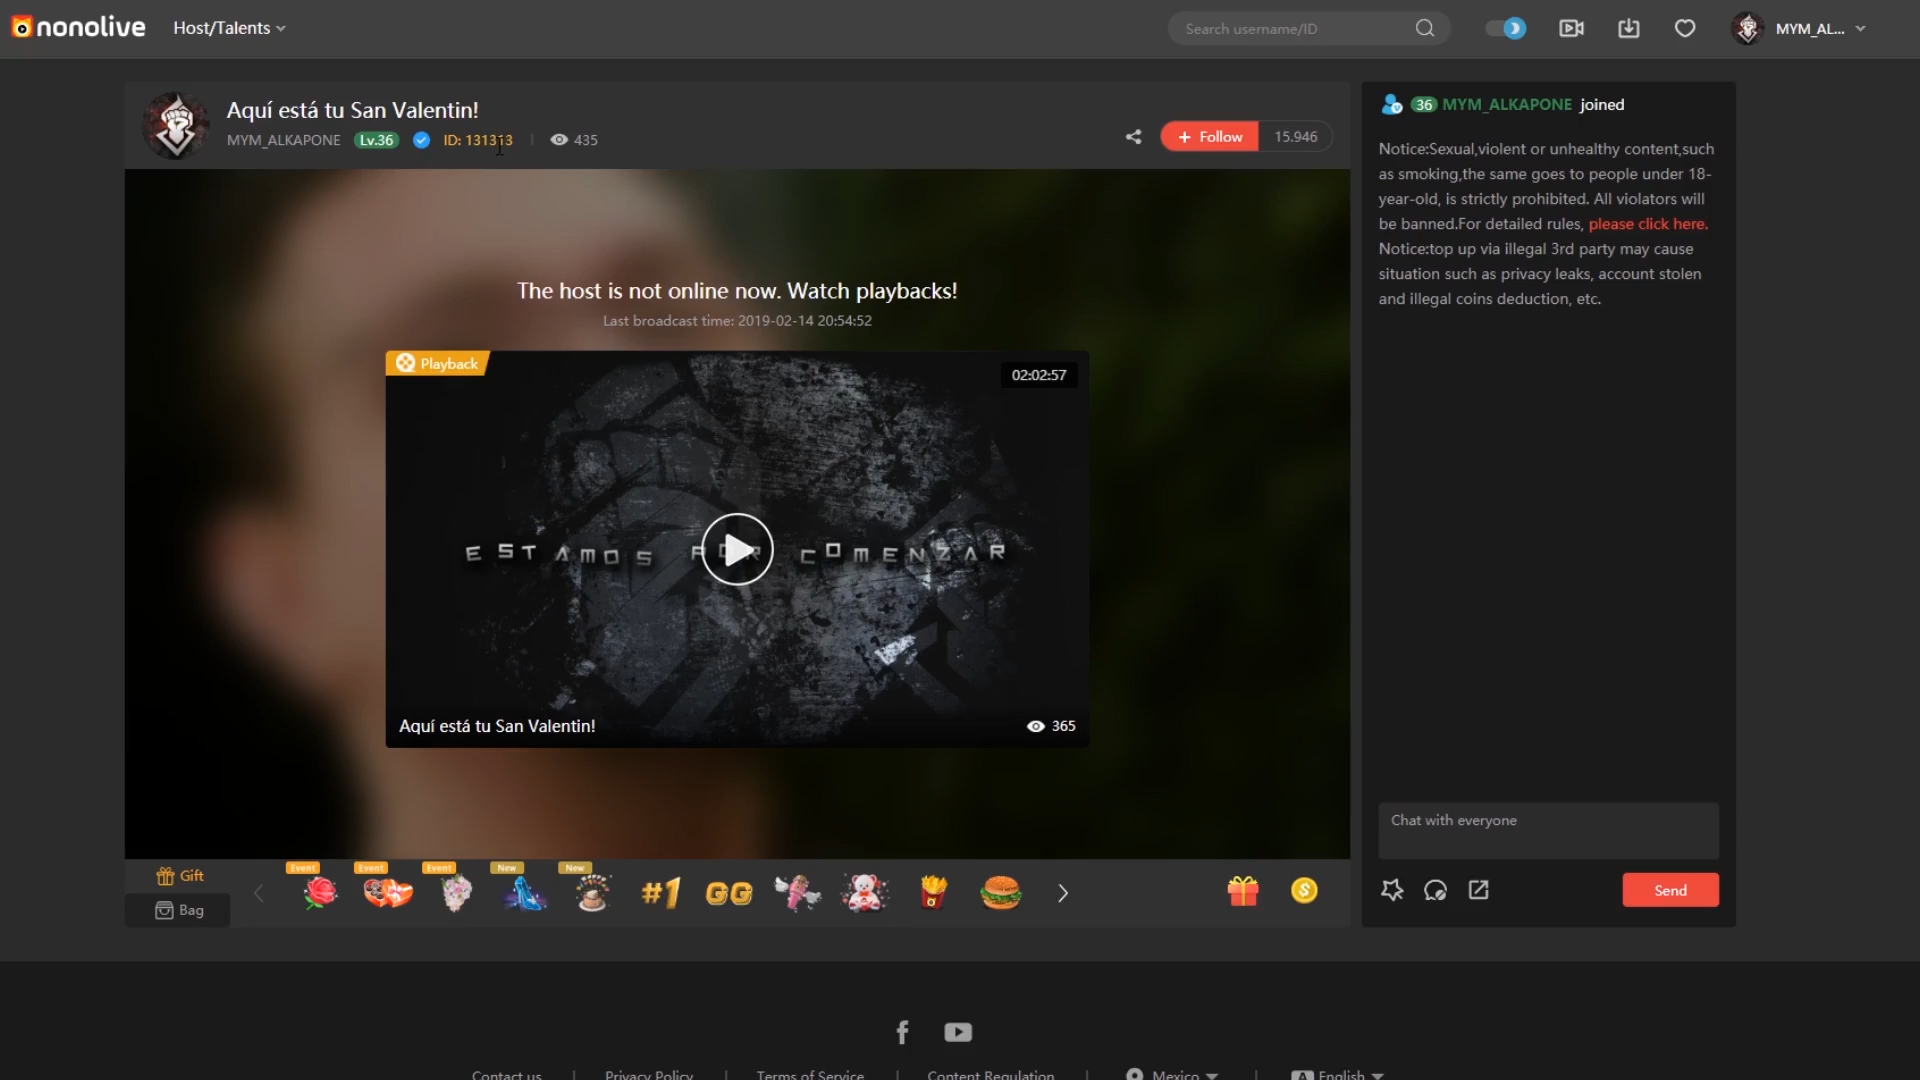 nonolive
Host/Talents
Search username/ID
MYM_AL...
Aquí está tu San Valentin!
MYM_ALKAPONE
Lv.36
ID: 131313
435
+ Follow
15.946
The host is not online now. Watch playbacks!
Last broadcast time: 2019-02-14 20:54:52
Playback
02:02:57
ESTAMOS POR COMENZAR
Aquí está tu San Valentin!
365
Gift
Bag
Event
Event
Event
New
New
#1
GG
36 MYM_ALKAPONE joined
Notice:Sexual,violent or unhealthy content,such
as smoking,the same goes to people under 18-
year-old, is strictly prohibited. All violators will
be banned.For detailed rules, please click here.
Notice:top up via illegal 3rd party may cause
situation such as privacy leaks, account stolen
and illegal coins deduction, etc.
Chat with everyone
Send
Contact us
Privacy Policy
Terms of Service
Content Regulation
Mexico
English